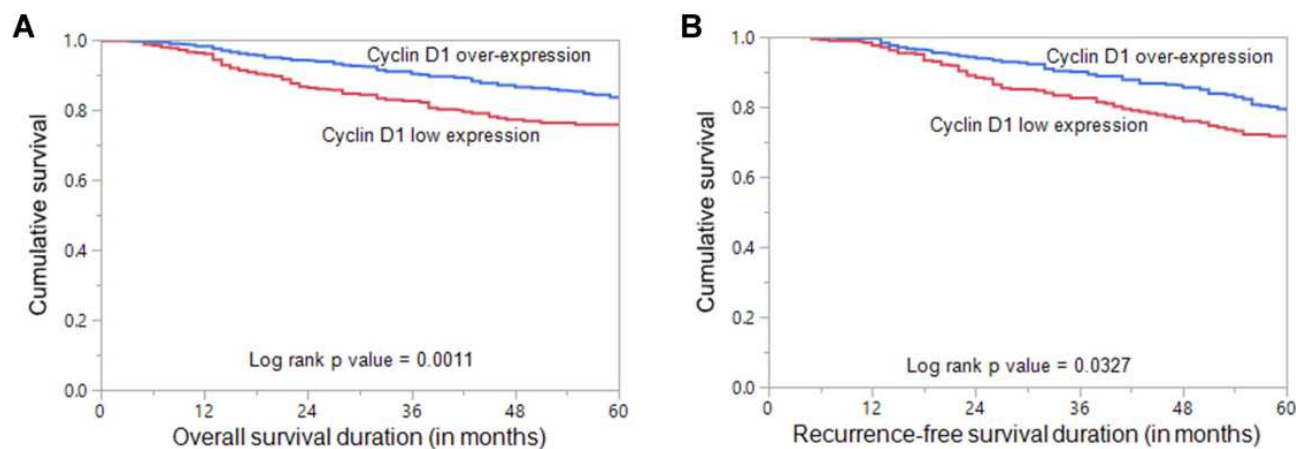 A
Cumulative survival
1.0
0.8
0.6
0.4
0.2
0.0
Cyclin D1 over-expression
Cyclin D1 low expression
Log rank p value = 0.0011
0 12 24 36 48 60
Overall survival duration (in months)
B
Cumulative survival
1.0
0.8
0.6
0.4
0.2
0.0
Cyclin D1 over-expression
Cyclin D1 low expression
Log rank p value = 0.0327
0 12 24 36 48 60
Recurrence-free survival duration (in months)